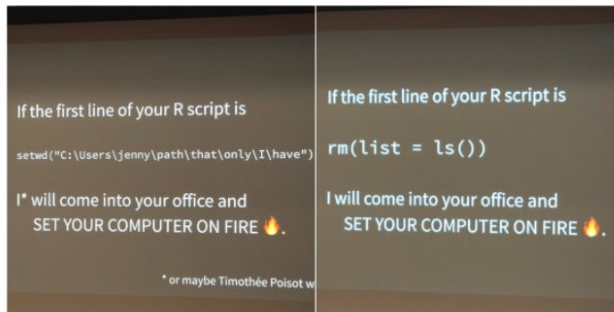 If the first line of your R script is
setwd("C:\Users\jenny\path\that\only\I\have")
I* will come into your office and
SET YOUR COMPUTER ON FIRE 🔥.
* or maybe Timothée Poisot w
If the first line of your R script is
rm(list = ls())
I will come into your office and
SET YOUR COMPUTER ON FIRE 🔥.